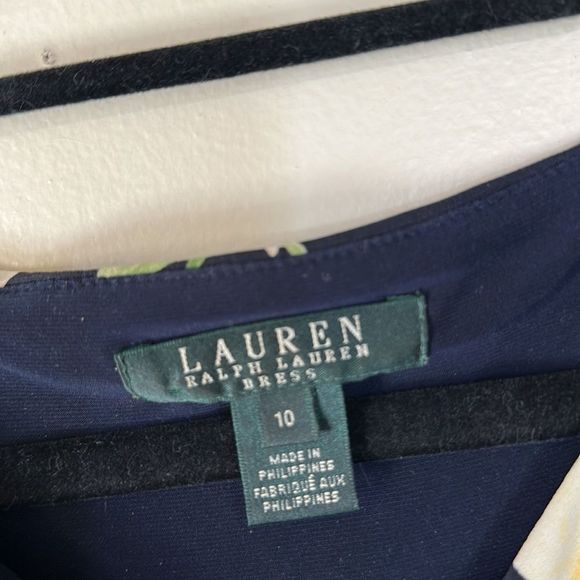 LAUREN
RALPH LAUREN
DRESS
10
MADE IN
PHILIPPINES
FABRIQUÉ AUX
PHILIPPINES